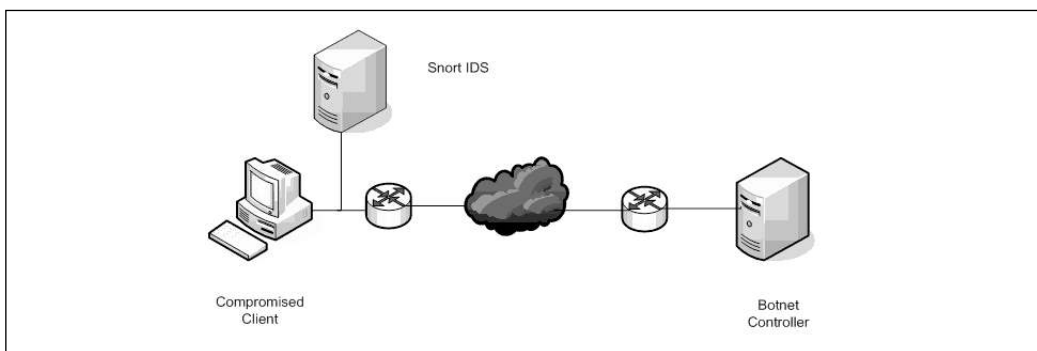 Snort IDS
Compromised
Client
Botnet
Controller